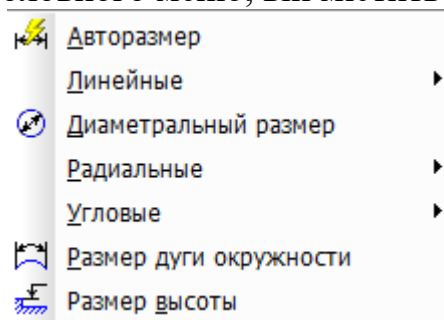 Авторазмер
Линейные
Диаметральный размер
Радиальные
Угловые
Размер дуги окружности
Размер высоты